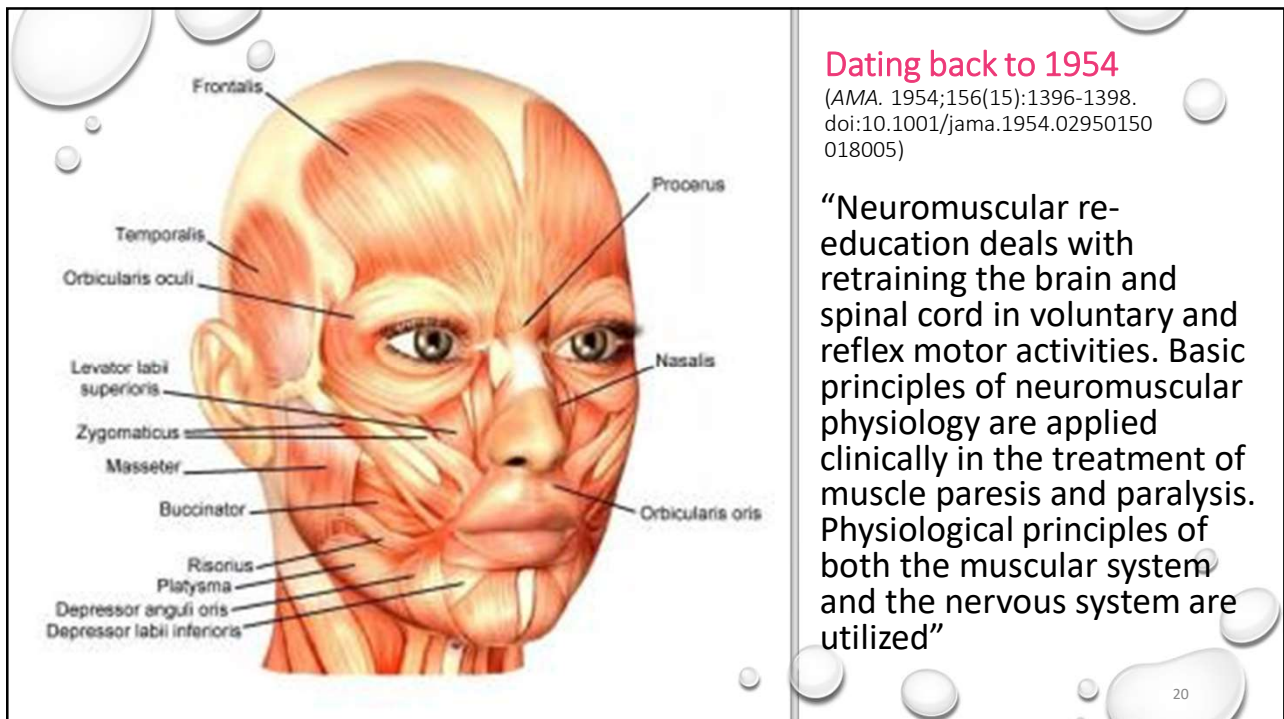 Frontalis
Temporalis
Orbicularis oculi
Levator labii
superioris
Zygomaticus
Masseter
Buccinator
Risorius
Platysma
Depressor anguli oris
Depressor labii inferioris
Procerus
Nasalis
Orbicularis oris
Dating back to 1954
(AMA. 1954;156(15):1396-1398.
doi:10.1001/jama.1954.02950150
018005)
“Neuromuscular re-
education deals with
retraining the brain and
spinal cord in voluntary and
reflex motor activities. Basic
principles of neuromuscular
physiology are applied
clinically in the treatment of
muscle paresis and paralysis.
Physiological principles of
both the muscular system
and the nervous system are
utilized”
20